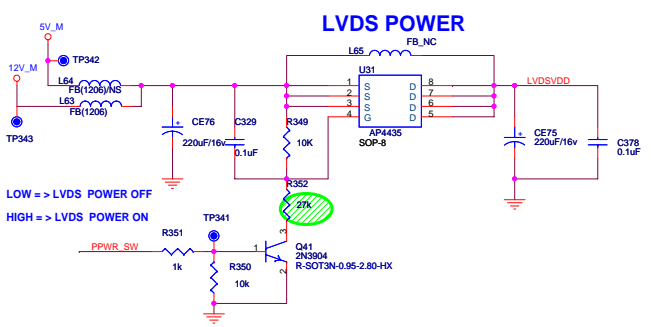 LVDS POWER
5V_M
TP342
12V_M
L64
FB(1206)/NS
L63
FB(1206)
TP343
L65
FB_NC
U31
1 S D 8
2 S D 7
3 S D 6
4 G D 5
AP4435
SOP-8
LVDSVDD
CE76
220uF/16v
C329
0.1uF
R349
10K
CE75
220uF/16v
C378
0.1uF
R352
27k
LOW = > LVDS POWER OFF
HIGH = > LVDS POWER ON
TP341
PPWR_SW
R351
1k
R350
10k
1
3
2
Q41
2N3904
R-SOT3N-0.95-2.80-HX
+
+